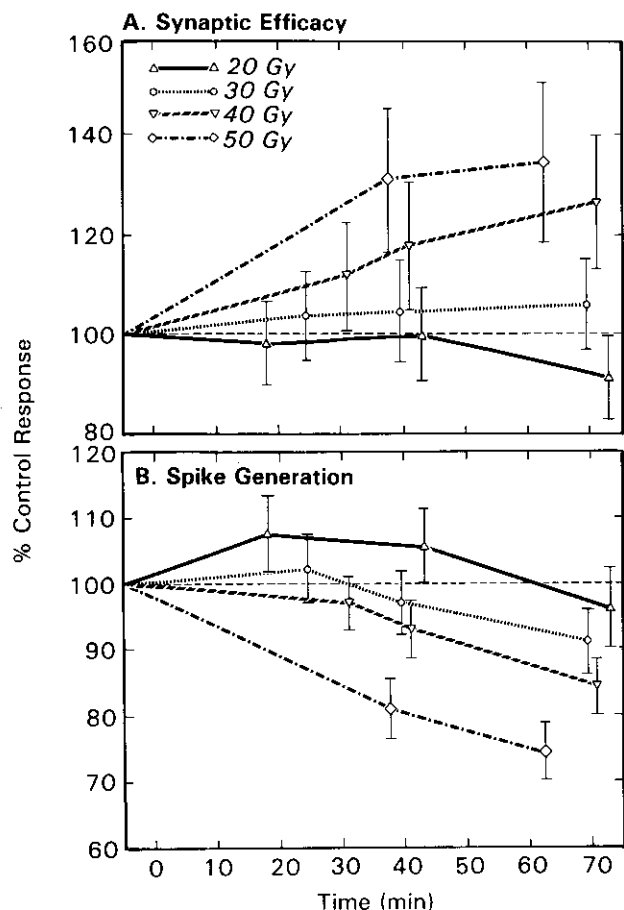 A. Synaptic Efficacy
160
140
120
100
80
20 Gy
30 Gy
40 Gy
50 Gy
% Control Response
B. Spike Generation
120
110
100
90
80
70
60
0 10 20 30 40 50 60 70
Time (min)